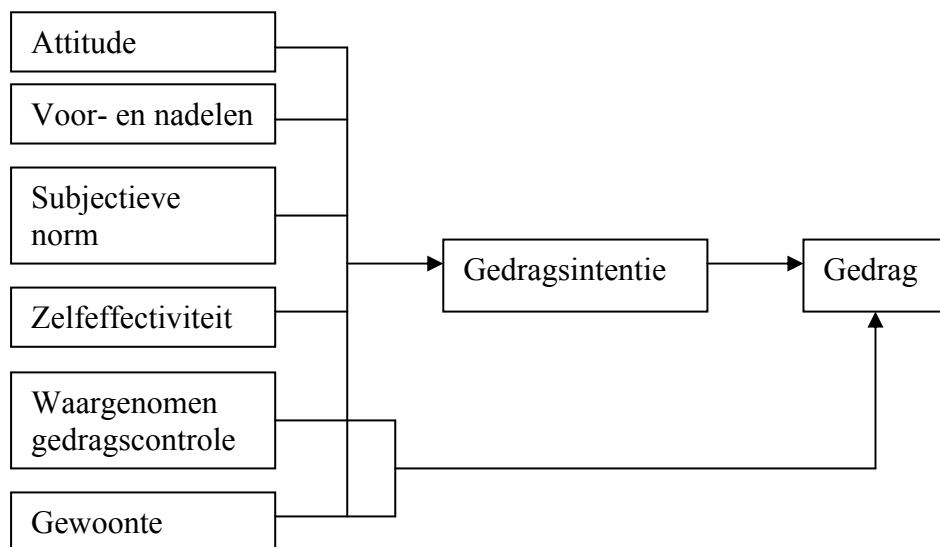 Attitude
Voor- en nadelen
Subjectieve
norm
Zelfeffectiviteit
Waargenomen
gedragscontrole
Gewoonte
Gedragsintentie
Gedrag